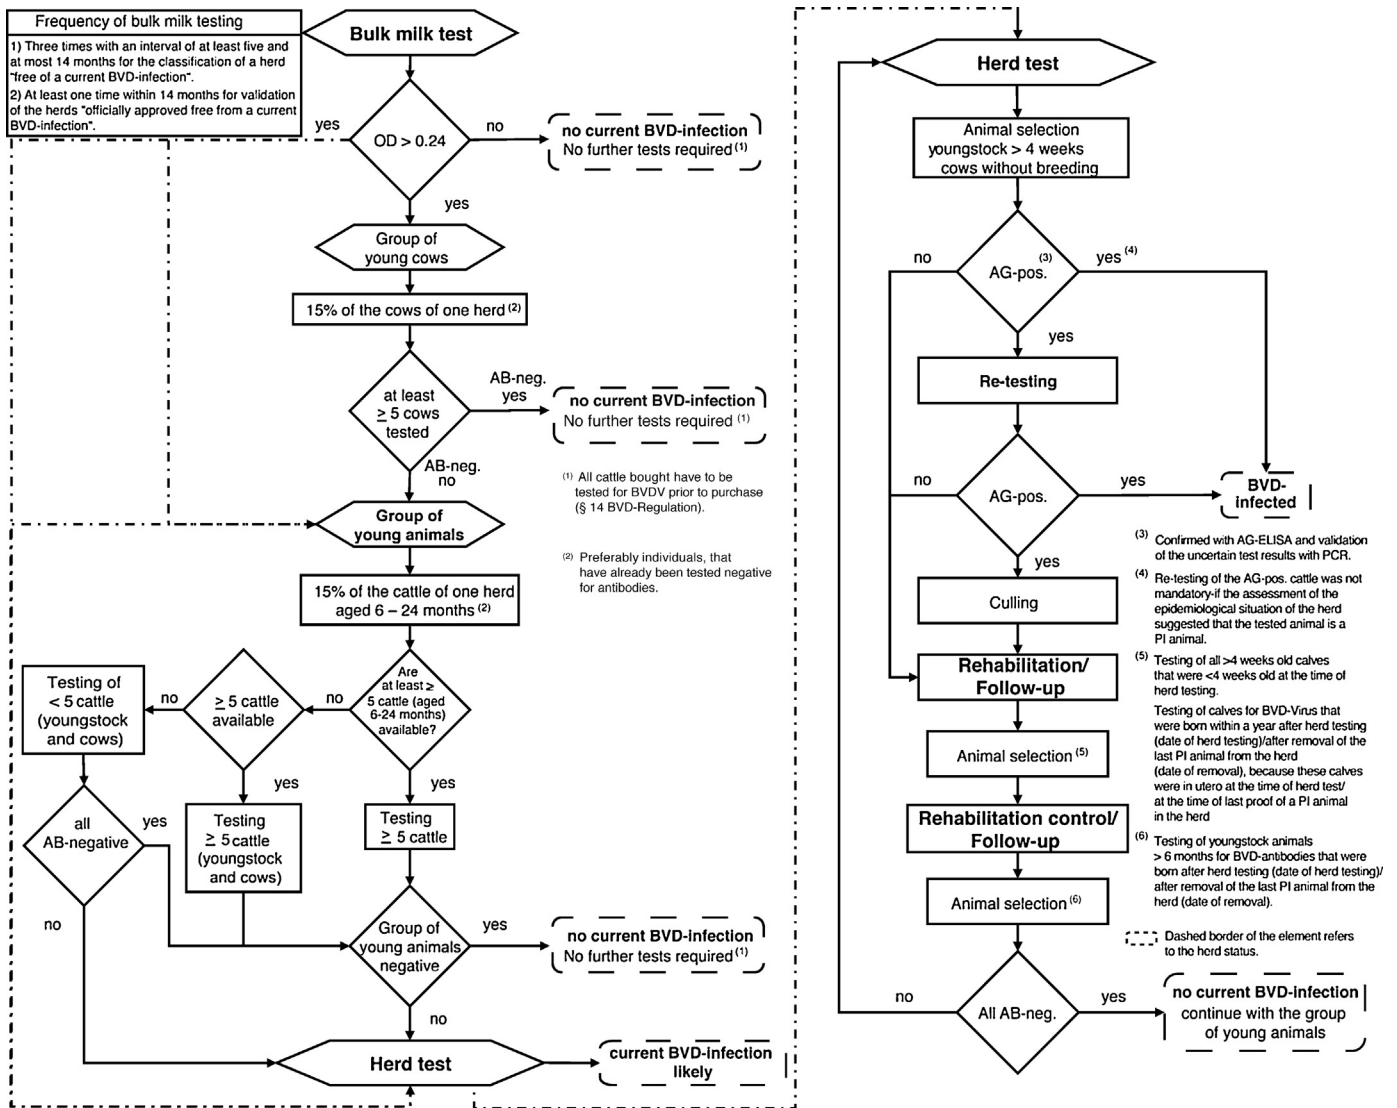 Frequency of bulk milk testing
1) Three times with an interval of at least five and
at most 14 months for the classification of a herd
"free of a current BVD-infection".
2) At least one time within 14 months for validation
of the herds "officially approved free from a current
BVD-infection".
Bulk milk test
yes
OD > 0.24
no
no current BVD-infection
No further tests required (1)
yes
Group of
young cows
15% of the cows of one herd (2)
at least
≥ 5 cows
tested
AB-neg.
yes
no current BVD-infection
No further tests required (1)
AB-neg.
no
(1) All cattle bought have to be
tested for BVDV prior to purchase
(§ 14 BVD-Regulation).
Group of
young animals
(2) Preferably individuals, that
have already been tested negative
for antibodies.
15% of the cattle of one herd
aged 6 – 24 months (2)
Are
at least ≥
5 cattle (aged
6-24 months)
available?
no
≥ 5 cattle
available
no
Testing of
< 5 cattle
(youngstock
and cows)
yes
yes
Testing
≥ 5 cattle
Testing
≥ 5 cattle
(youngstock
and cows)
all
AB-negative
yes
no
Group of
young animals
negative
yes
no current BVD-infection
No further tests required (1)
no
Herd test
current BVD-infection
likely
Herd test
Animal selection
youngstock > 4 weeks
cows without breeding
no
AG-pos. (3)
yes (4)
yes
Re-testing
no
AG-pos.
yes
BVD-
infected
yes
Culling
Rehabilitation/
Follow-up
Animal selection (5)
Rehabilitation control/
Follow-up
Animal selection (6)
no
All AB-neg.
yes
no current BVD-infection
continue with the group
of young animals
(3) Confirmed with AG-ELISA and validation
of the uncertain test results with PCR.
(4) Re-testing of the AG-pos. cattle was not
mandatory-if the assessment of the
epidemiological situation of the herd
suggested that the tested animal is a
PI animal.
(5) Testing of all >4 weeks old calves
that were <4 weeks old at the time of
herd testing.
Testing of calves for BVD-Virus that
were born within a year after herd testing
(date of herd testing)/after removal of the
last PI animal from the herd
(date of removal), because these calves
were in utero at the time of herd test/
at the time of last proof of a PI animal
in the herd
(6) Testing of youngstock animals
> 6 months for BVD-antibodies that were
born after herd testing (date of herd testing)/
after removal of the last PI animal from the
herd (date of removal).
Dashed border of the element refers
to the herd status.